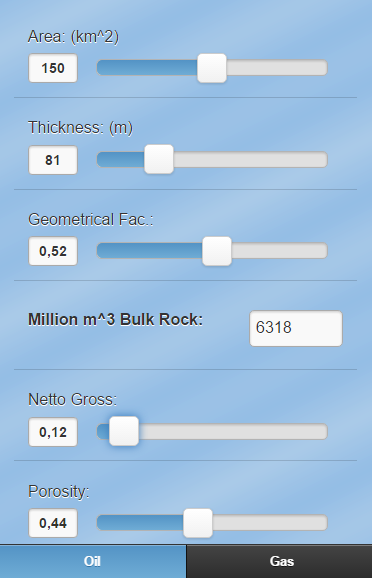 Area: (km^2)
150
Thickness: (m)
81
Geometrical Fac.:
0,52
Million m^3 Bulk Rock:
6318
Netto Gross:
0,12
Porosity:
0,44
Oil
Gas